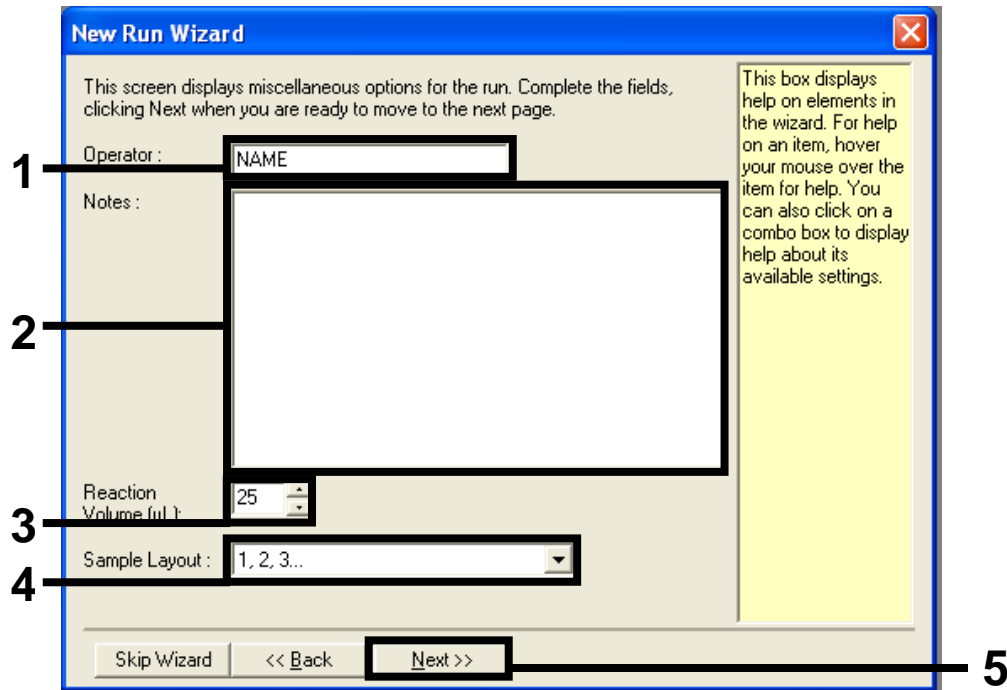 New Run Wizard
This screen displays miscellaneous options for the run. Complete the fields,
clicking Next when you are ready to move to the next page.
This box displays
help on elements in
the wizard. For help
on an item, hover
your mouse over the
item for help. You
can also click on a
combo box to display
help about its
available settings.
1
Operator :
NAME
Notes :
2
Reaction
Volume (µL):
25
3
Sample Layout :
1, 2, 3...
4
Skip Wizard
<< Back
Next >>
5